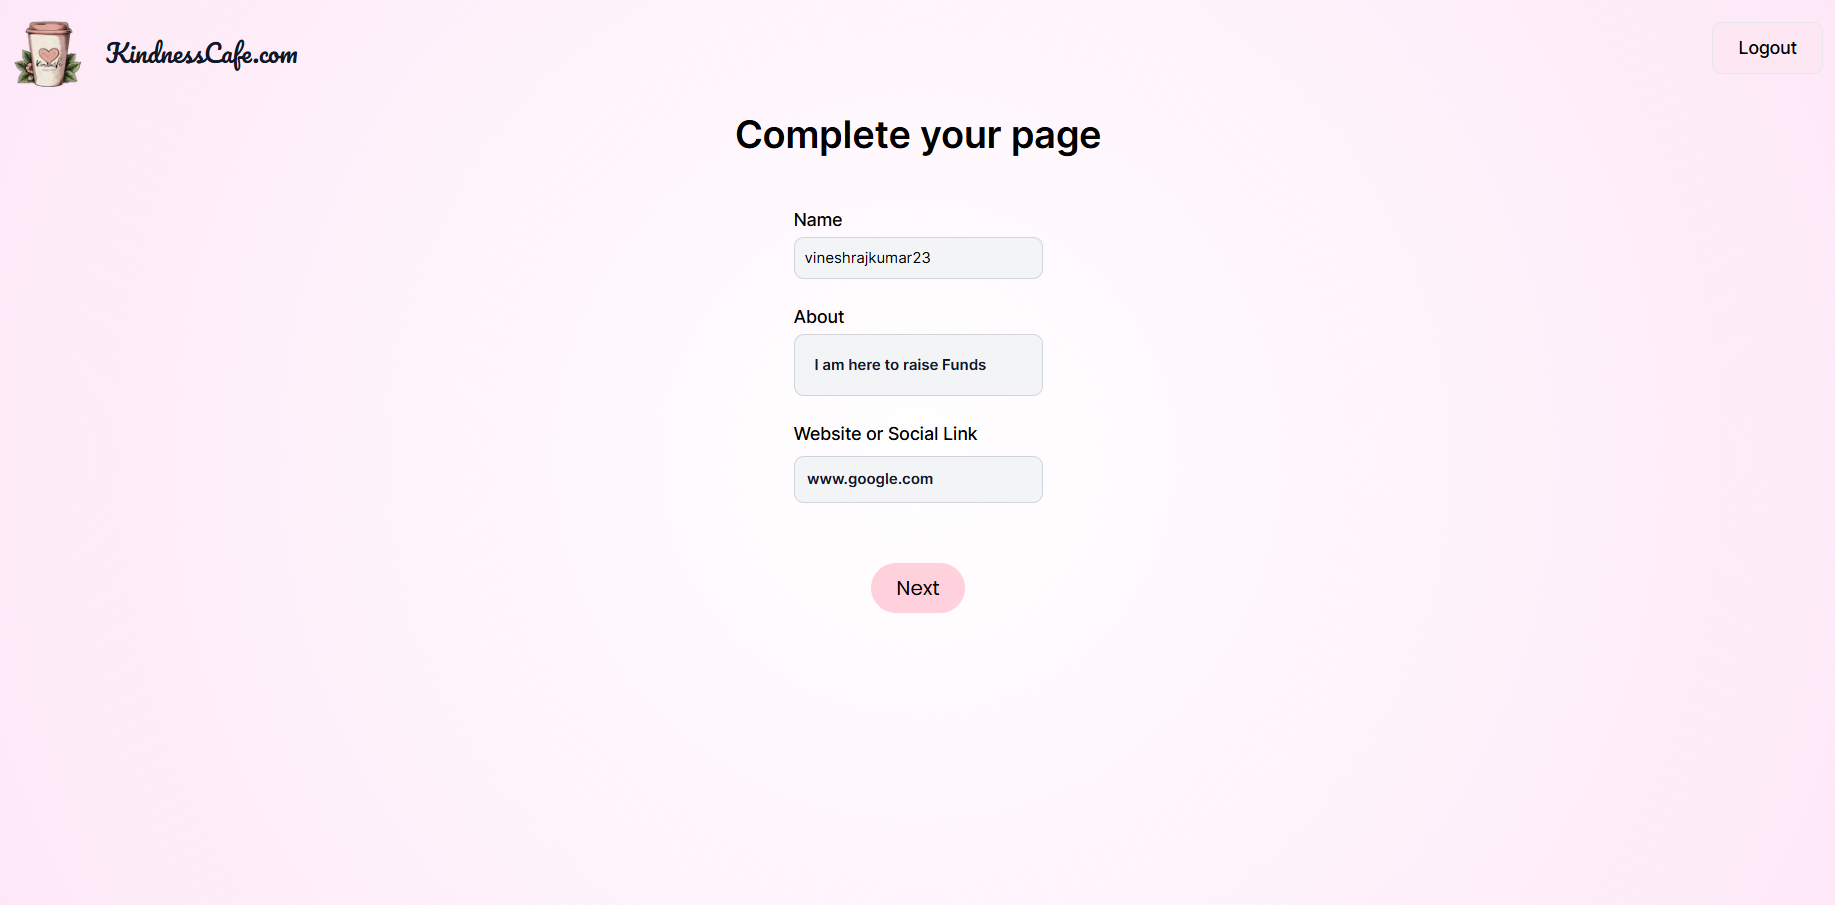 KindnessCafe.com
Logout
Complete your page
Name
vineshrajkumar23
About
I am here to raise Funds
Website or Social Link
www.google.com
Next